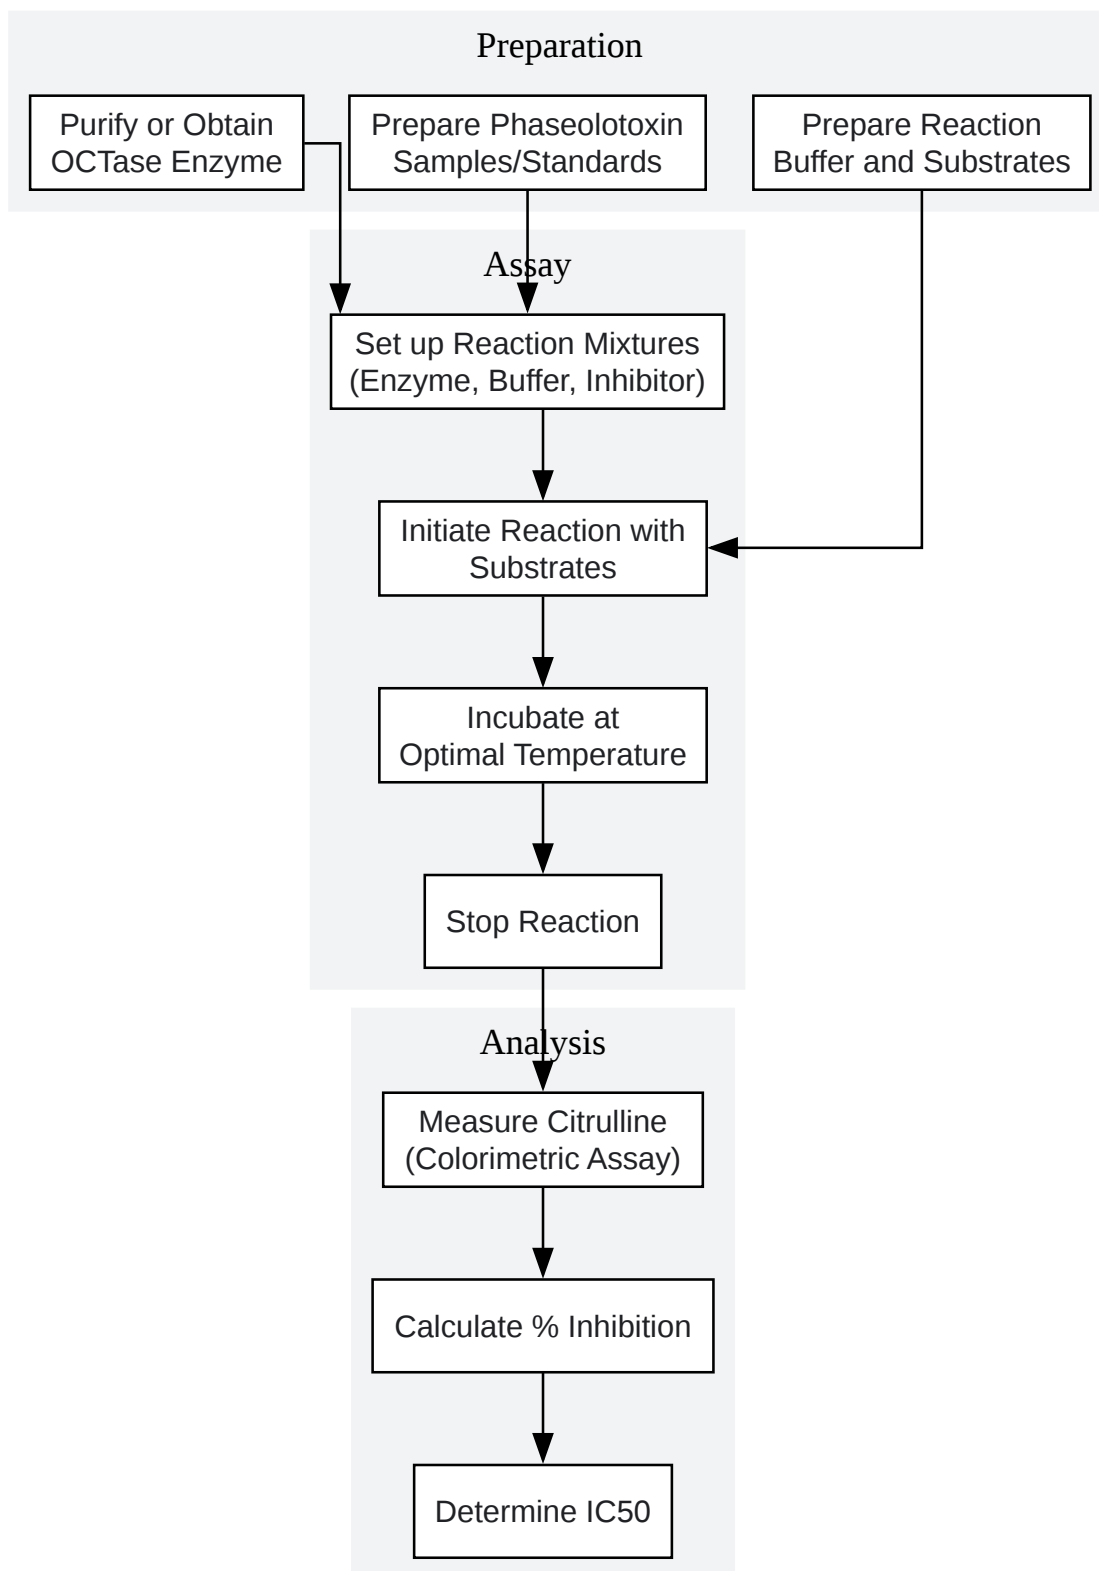 Preparation
Purify or Obtain
OCTase Enzyme
Prepare Phaseolotoxin
Samples/Standards
Prepare Reaction
Buffer and Substrates
Assay
Set up Reaction Mixtures
(Enzyme, Buffer, Inhibitor)
Initiate Reaction with
Substrates
Incubate at
Optimal Temperature
Stop Reaction
Analysis
Measure Citrulline
(Colorimetric Assay)
Calculate % Inhibition
Determine IC50